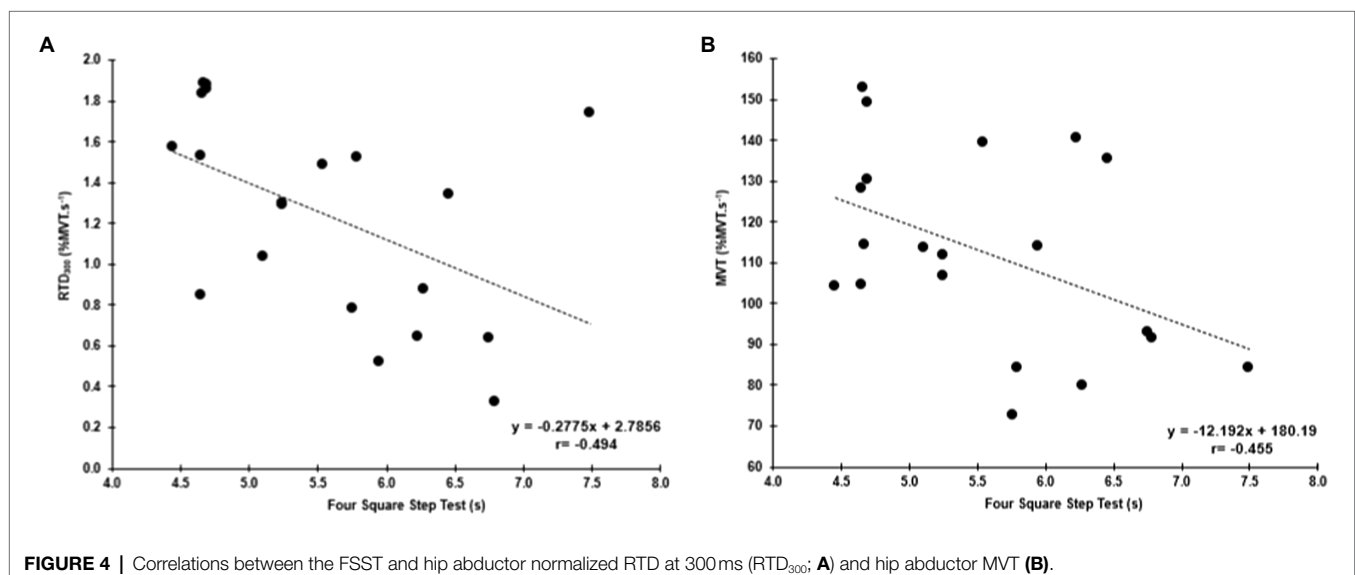 A
2.0
1.8
1.6
1.4
1.2
1.0
0.8
0.6
0.4
0.2
0.0
RTD300 (%MVT.s-1)
4.0 4.5 5.0 5.5 6.0 6.5 7.0 7.5 8.0
Four Square Step Test (s)
y = -0.2775x + 2.7856
r= -0.494
B
160
150
140
130
120
110
100
90
80
70
60
MVT (%MVT.s-1)
4.0 4.5 5.0 5.5 6.0 6.5 7.0 7.5 8.0
Four Square Step Test (s)
y = -12.192x + 180.19
r= -0.455
FIGURE 4 | Correlations between the FSST and hip abductor normalized RTD at 300 ms (RTD300; A) and hip abductor MVT (B).